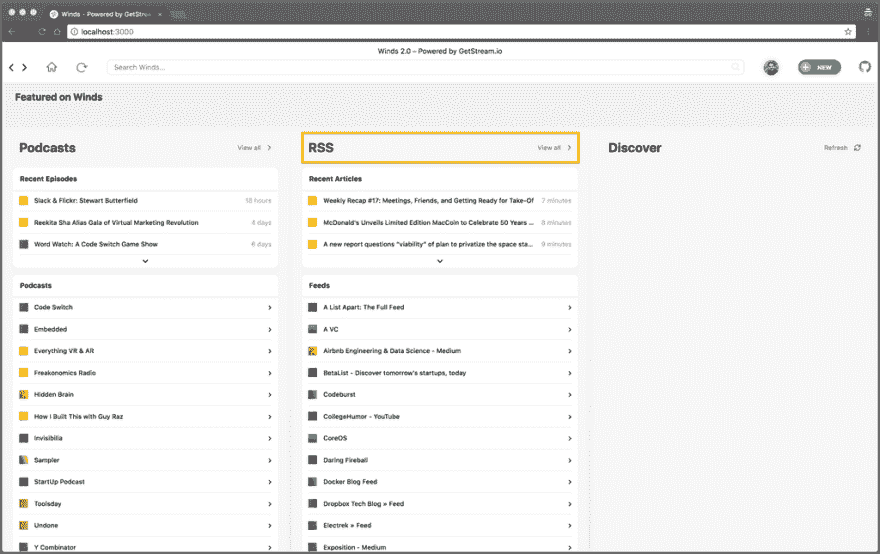 Winds - Powered by GetStream
localhost:3000
Winds 2.0 – Powered by GetStream.io
Search Winds...
NEW
Featured on Winds
Podcasts
View all
Recent Episodes
Slack & Flickr: Stewart Butterfield 18 hours
Reekita Sha Alias Gala of Virtual Marketing Revolution 4 days
Word Watch: A Code Switch Game Show 6 days
Podcasts
Code Switch
Embedded
Everything VR & AR
Freakonomics Radio
Hidden Brain
How I Built This with Guy Raz
Invisibilia
Sampler
StartUp Podcast
Toolsday
Undone
Y Combinator
RSS
View all
Recent Articles
Weekly Recap #17: Meetings, Friends, and Getting Ready for Take-Of 7 minutes
McDonald's Unveils Limited Edition MacCoin to Celebrate 50 Years ... 8 minutes
A new report questions "viability" of plan to privatize the space sta... 9 minutes
Feeds
A List Apart: The Full Feed
A VC
Airbnb Engineering & Data Science - Medium
BetaList - Discover tomorrow's startups, today
Codeburst
CollegeHumor - YouTube
CoreOS
Daring Fireball
Docker Blog Feed
Dropbox Tech Blog » Feed
Electrek » Feed
Exposition - Medium
Discover
Refresh